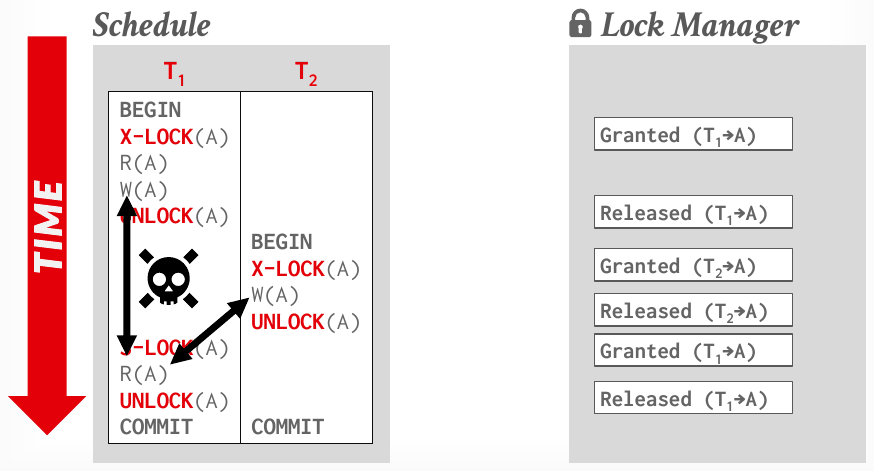 Schedule
Lock Manager
TIME
T1
T2
BEGIN
X-LOCK(A)
R(A)
W(A)
UNLOCK(A)
BEGIN
X-LOCK(A)
W(A)
UNLOCK(A)
S-LOCK(A)
R(A)
UNLOCK(A)
COMMIT
COMMIT
Granted (T1→A)
Released (T1→A)
Granted (T2→A)
Released (T2→A)
Granted (T1→A)
Released (T1→A)